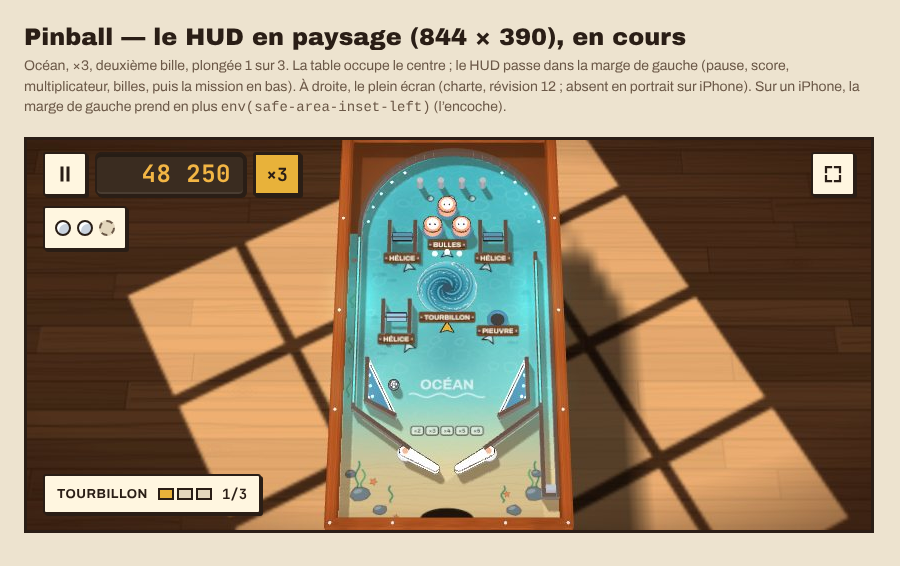 Pinball — le HUD en paysage (844 × 390), en cours
Océan, ×3, deuxième bille, plongée 1 sur 3. La table occupe le centre ; le HUD passe dans la marge de gauche (pause, score,
multiplicateur, billes, puis la mission en bas). À droite, le plein écran (charte, révision 12 ; absent en portrait sur iPhone). Sur un iPhone, la
marge de gauche prend en plus env(safe-area-inset-left) (l'encoche).
48 250
×3
BULLES
HÉLICE
HÉLICE
TOURBILLON
PIEUVRE
HÉLICE
OCÉAN
×2 ×3 ×4 ×5 ×6
TOURBILLON 1/3